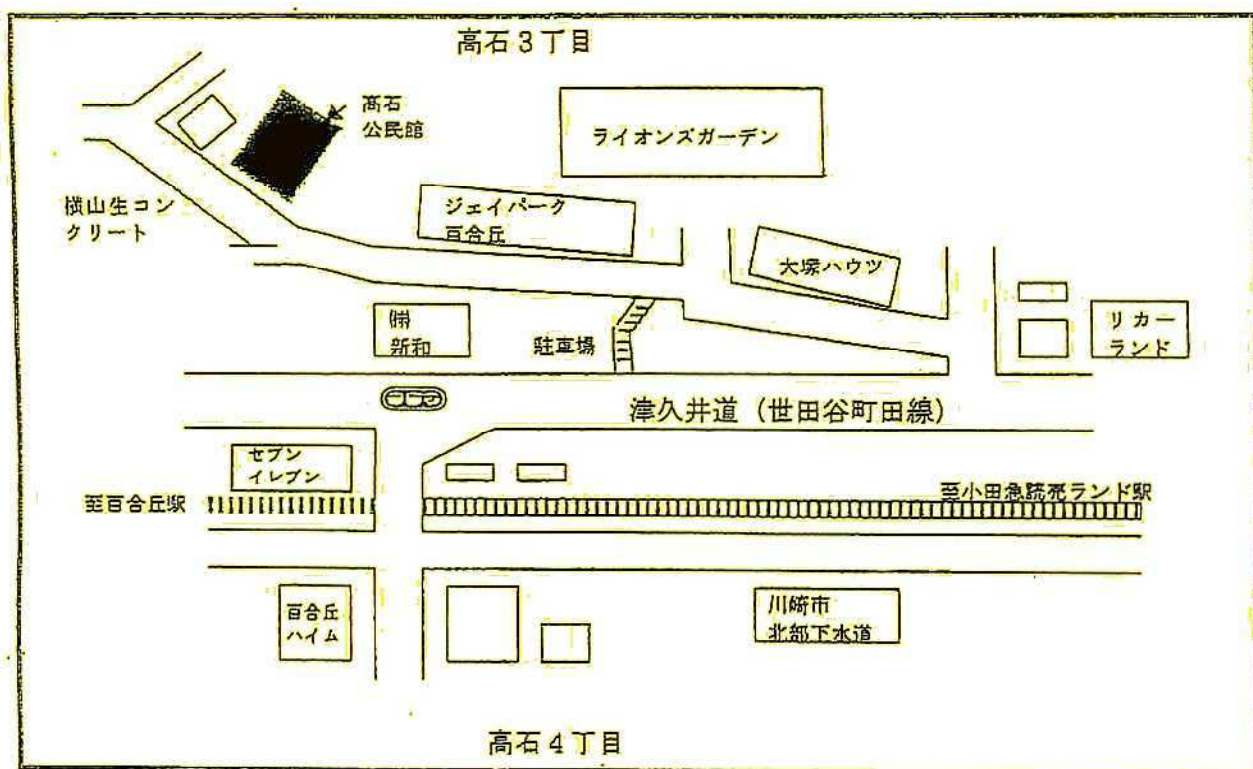 高石3丁目
髙石
公民館
ライオンズガーデン
横山生コン
クリート
ジェイパーク
百合丘
大塚ハウツ
㈱
新和
駐車場
リカー
ランド
津久井道（世田谷町田線）
セブン
イレブン
至百合丘駅
至小田急読売ランド駅
百合丘
ハイム
川崎市
北部下水道
高石4丁目